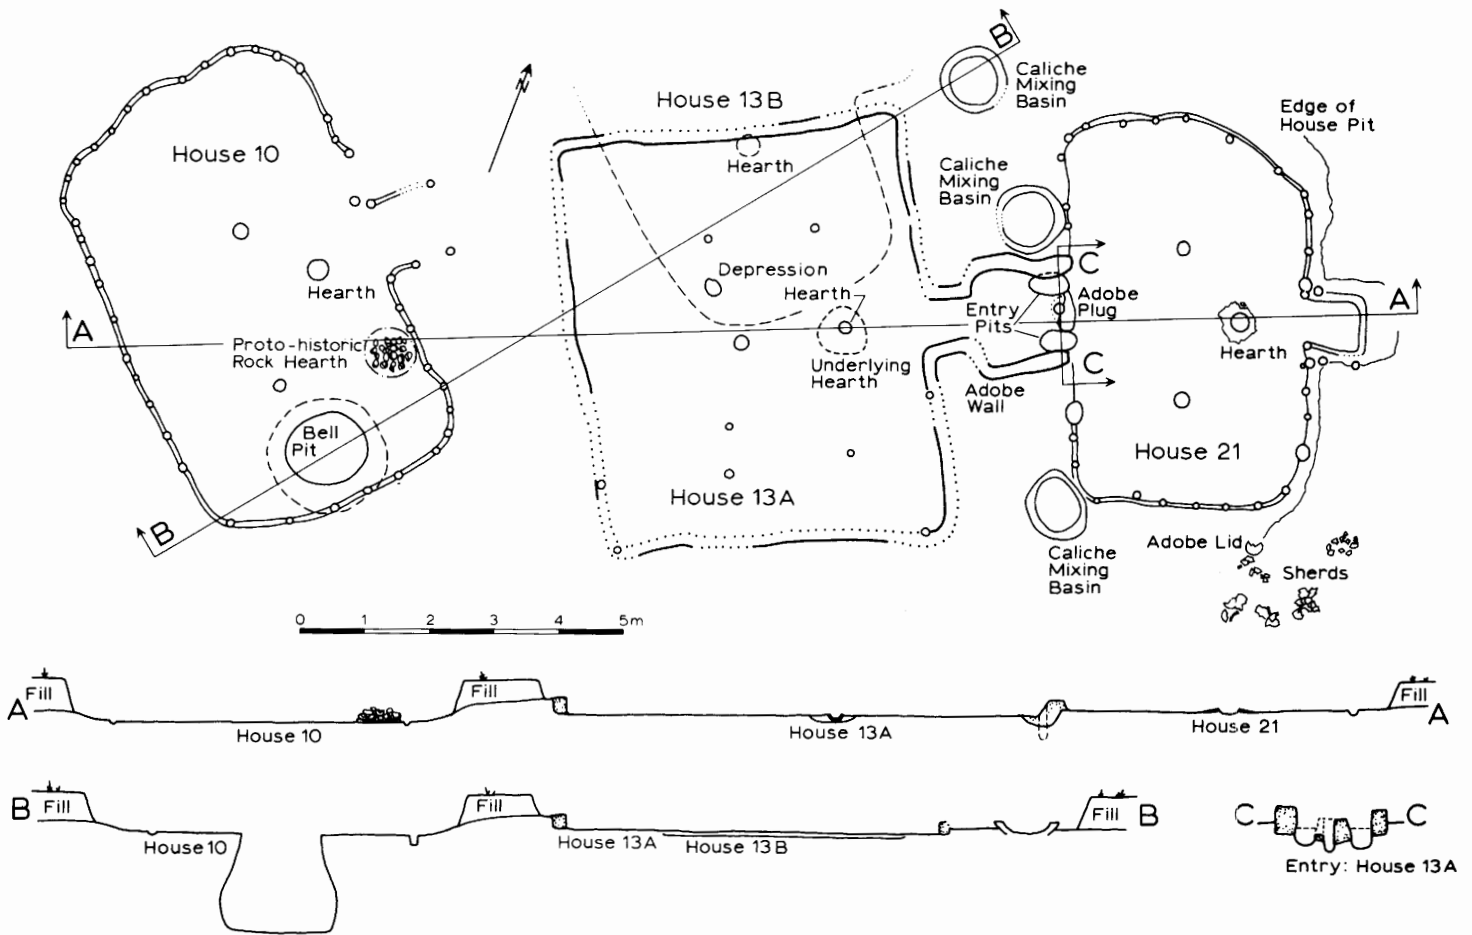 House 10
Hearth
Proto-historic
Rock Hearth
Bell
Pit
A
B
N
House 13B
Hearth
Depression
Hearth
Underlying
Hearth
House 13A
B
Caliche
Mixing
Basin
Caliche
Mixing
Basin
Entry
Pits
Adobe
Plug
Adobe
Wall
C
C
Caliche
Mixing
Basin
Edge of
House Pit
A
Hearth
House 21
Adobe Lid
Sherds
0 1 2 3 4 5m
A
Fill
House 10
Fill
House 13A
House 21
Fill
A
B
Fill
House 10
Fill
House 13A
House 13B
Fill
B
C
C
Entry: House 13A